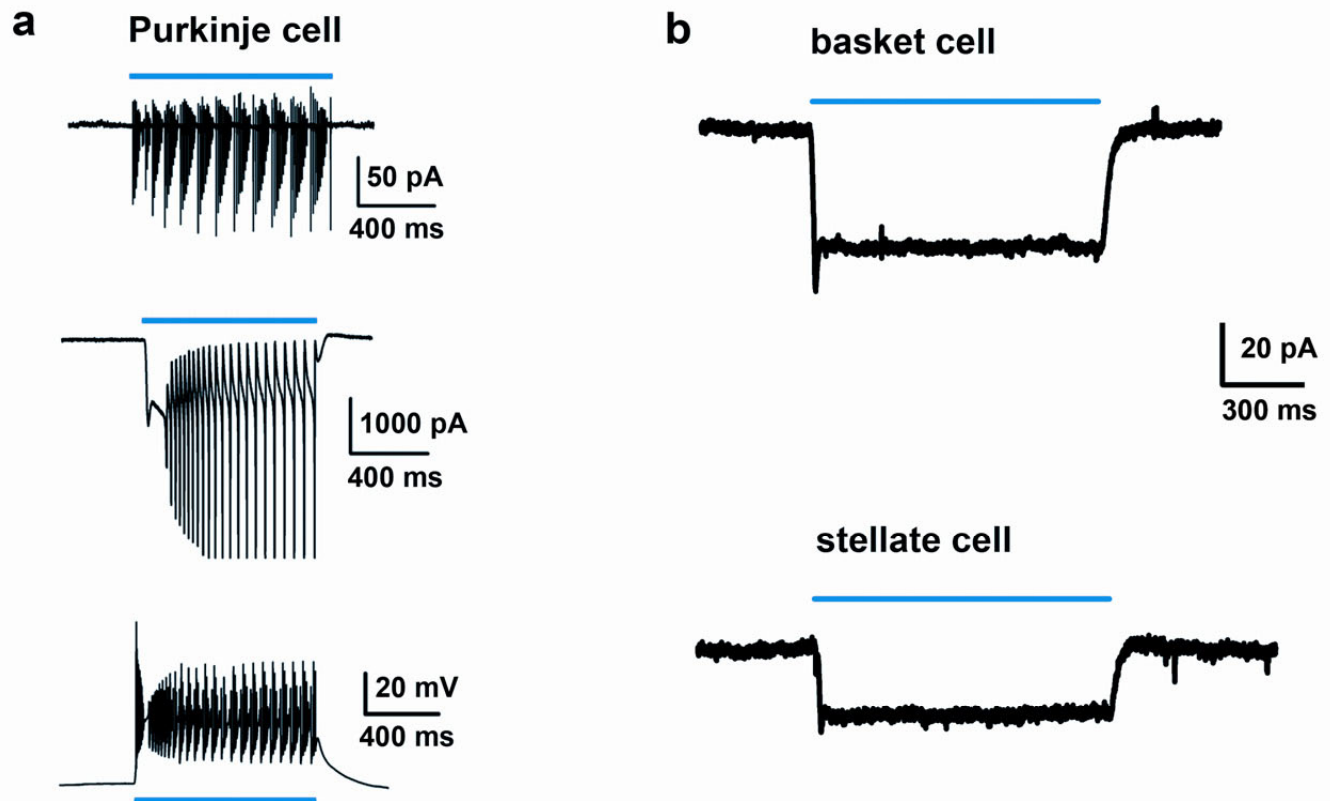 a
Purkinje cell
50 pA
400 ms
1000 pA
400 ms
20 mV
400 ms
b
basket cell
20 pA
300 ms
stellate cell